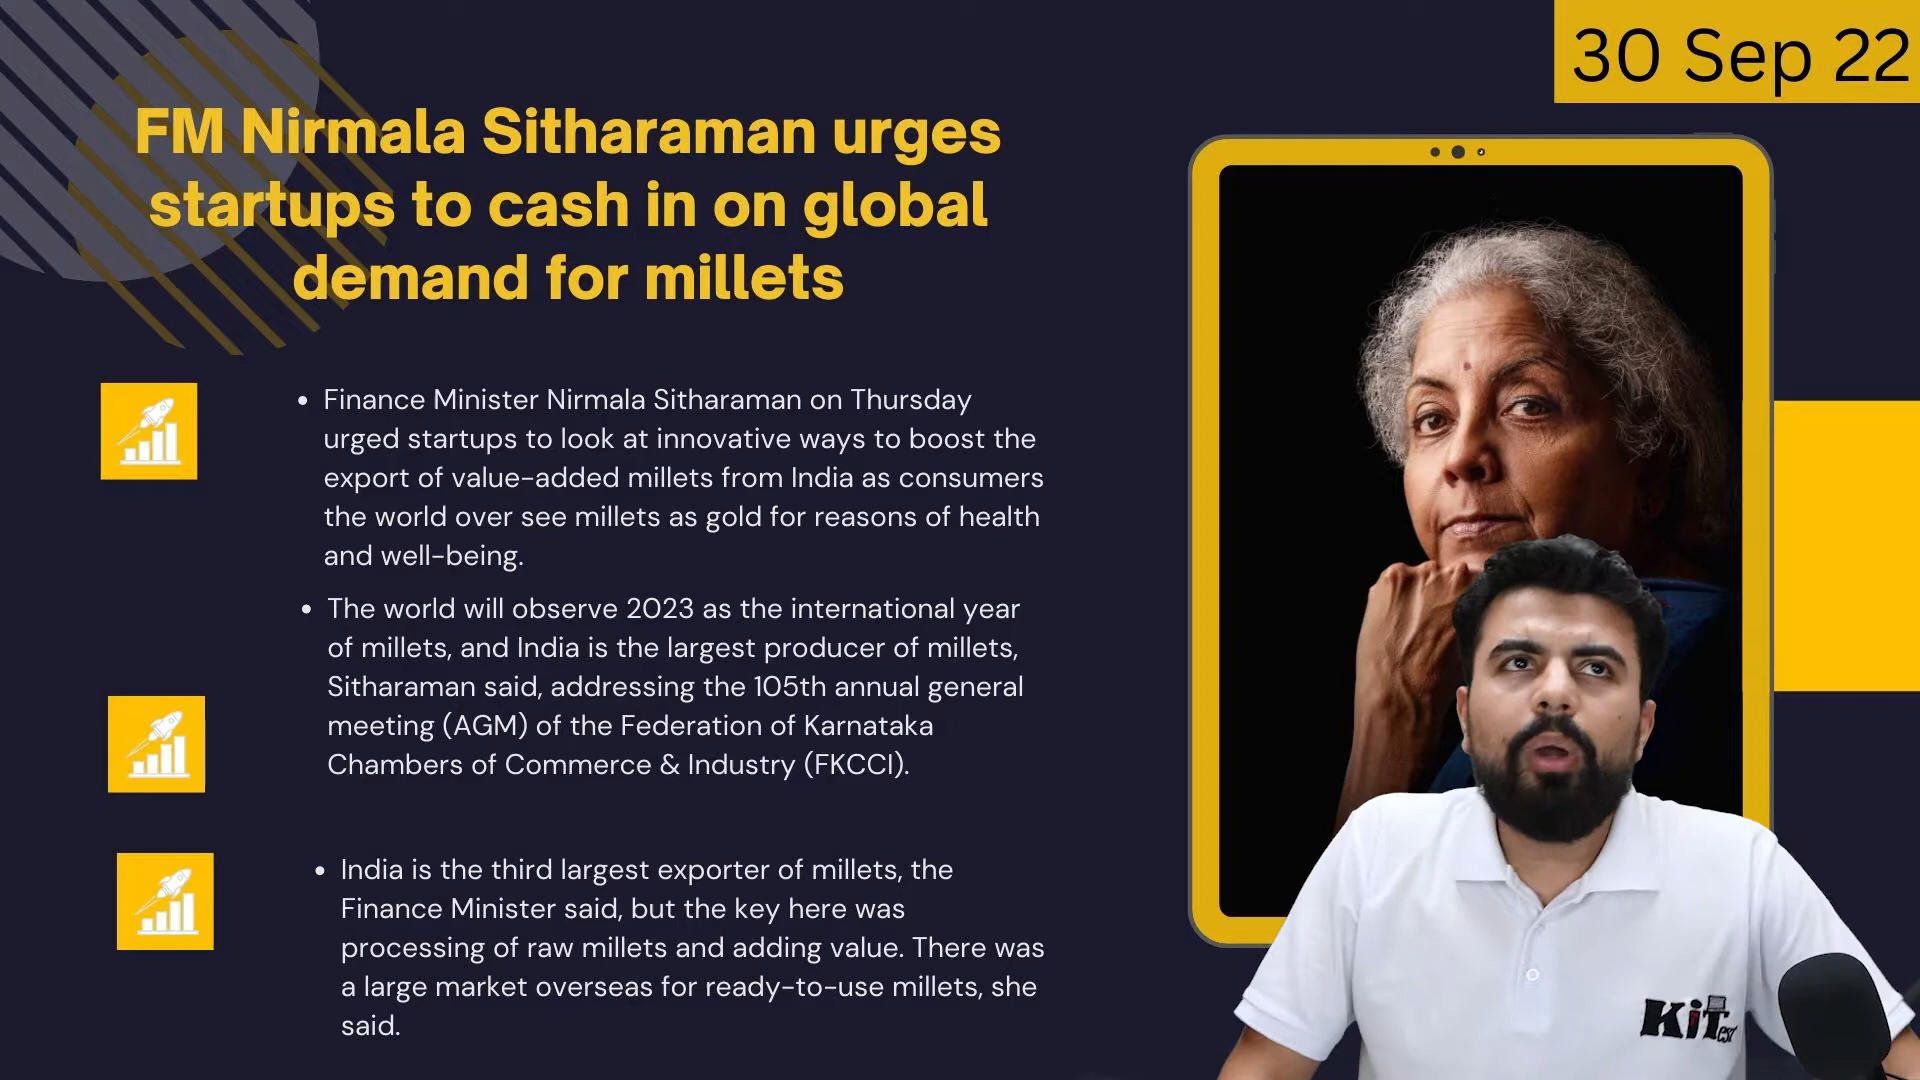 30 Sep 22
FM Nirmala Sitharaman urges
startups to cash in on global
demand for millets
• Finance Minister Nirmala Sitharaman on Thursday
urged startups to look at innovative ways to boost the
export of value-added millets from India as consumers
the world over see millets as gold for reasons of health
and well-being.
• The world will observe 2023 as the international year
of millets, and India is the largest producer of millets,
Sitharaman said, addressing the 105th annual general
meeting (AGM) of the Federation of Karnataka
Chambers of Commerce & Industry (FKCCI).
• India is the third largest exporter of millets, the
Finance Minister said, but the key here was
processing of raw millets and adding value. There was
a large market overseas for ready-to-use millets, she
said.
KiT